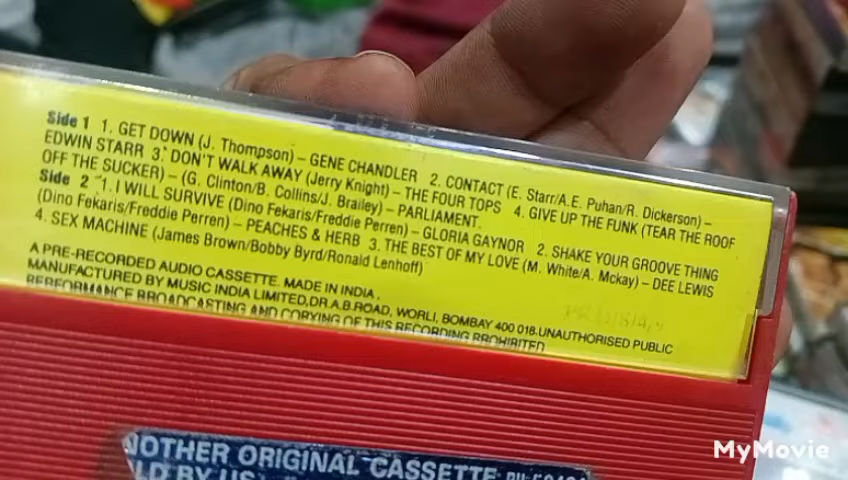 Side 1 1. GET DOWN (J. Thompson) – GENE CHANDLER 2. CONTACT (E. Starr/A.E. Puhan/R. Dickerson) –
EDWIN STARR 3. DON'T WALK AWAY (Jerry Knight) – THE FOUR TOPS 4. GIVE UP THE FUNK (TEAR THE ROOF
OFF THE SUCKER) – (G. Clinton/B. Collins/J. Brailey) – PARLIAMENT.
Side 2 1. I WILL SURVIVE (Dino Fekaris/Freddie Perren) – GLORIA GAYNOR 2. SHAKE YOUR GROOVE THING
(Dino Fekaris/Freddie Perren) – PEACHES & HERB 3. THE BEST OF MY LOVE (M. White/A. Mckay) – DEE LEWIS
4. SEX MACHINE (James Brown/Bobby Byrd/Ronald Lenhoff)
A PRE-RECORDED AUDIO CASSETTE. MADE IN INDIA.
MANUFACTURED BY MUSIC INDIA LIMITED, DR.A.B.ROAD, WORLI, BOMBAY 400 018. UNAUTHORISED PUBLIC
PERFORMANCE BROADCASTING AND COPYING OF THIS RECORDING PROHIBITED
NOTHER ORIGINAL CASSETTE
LD BY US
MyMovie